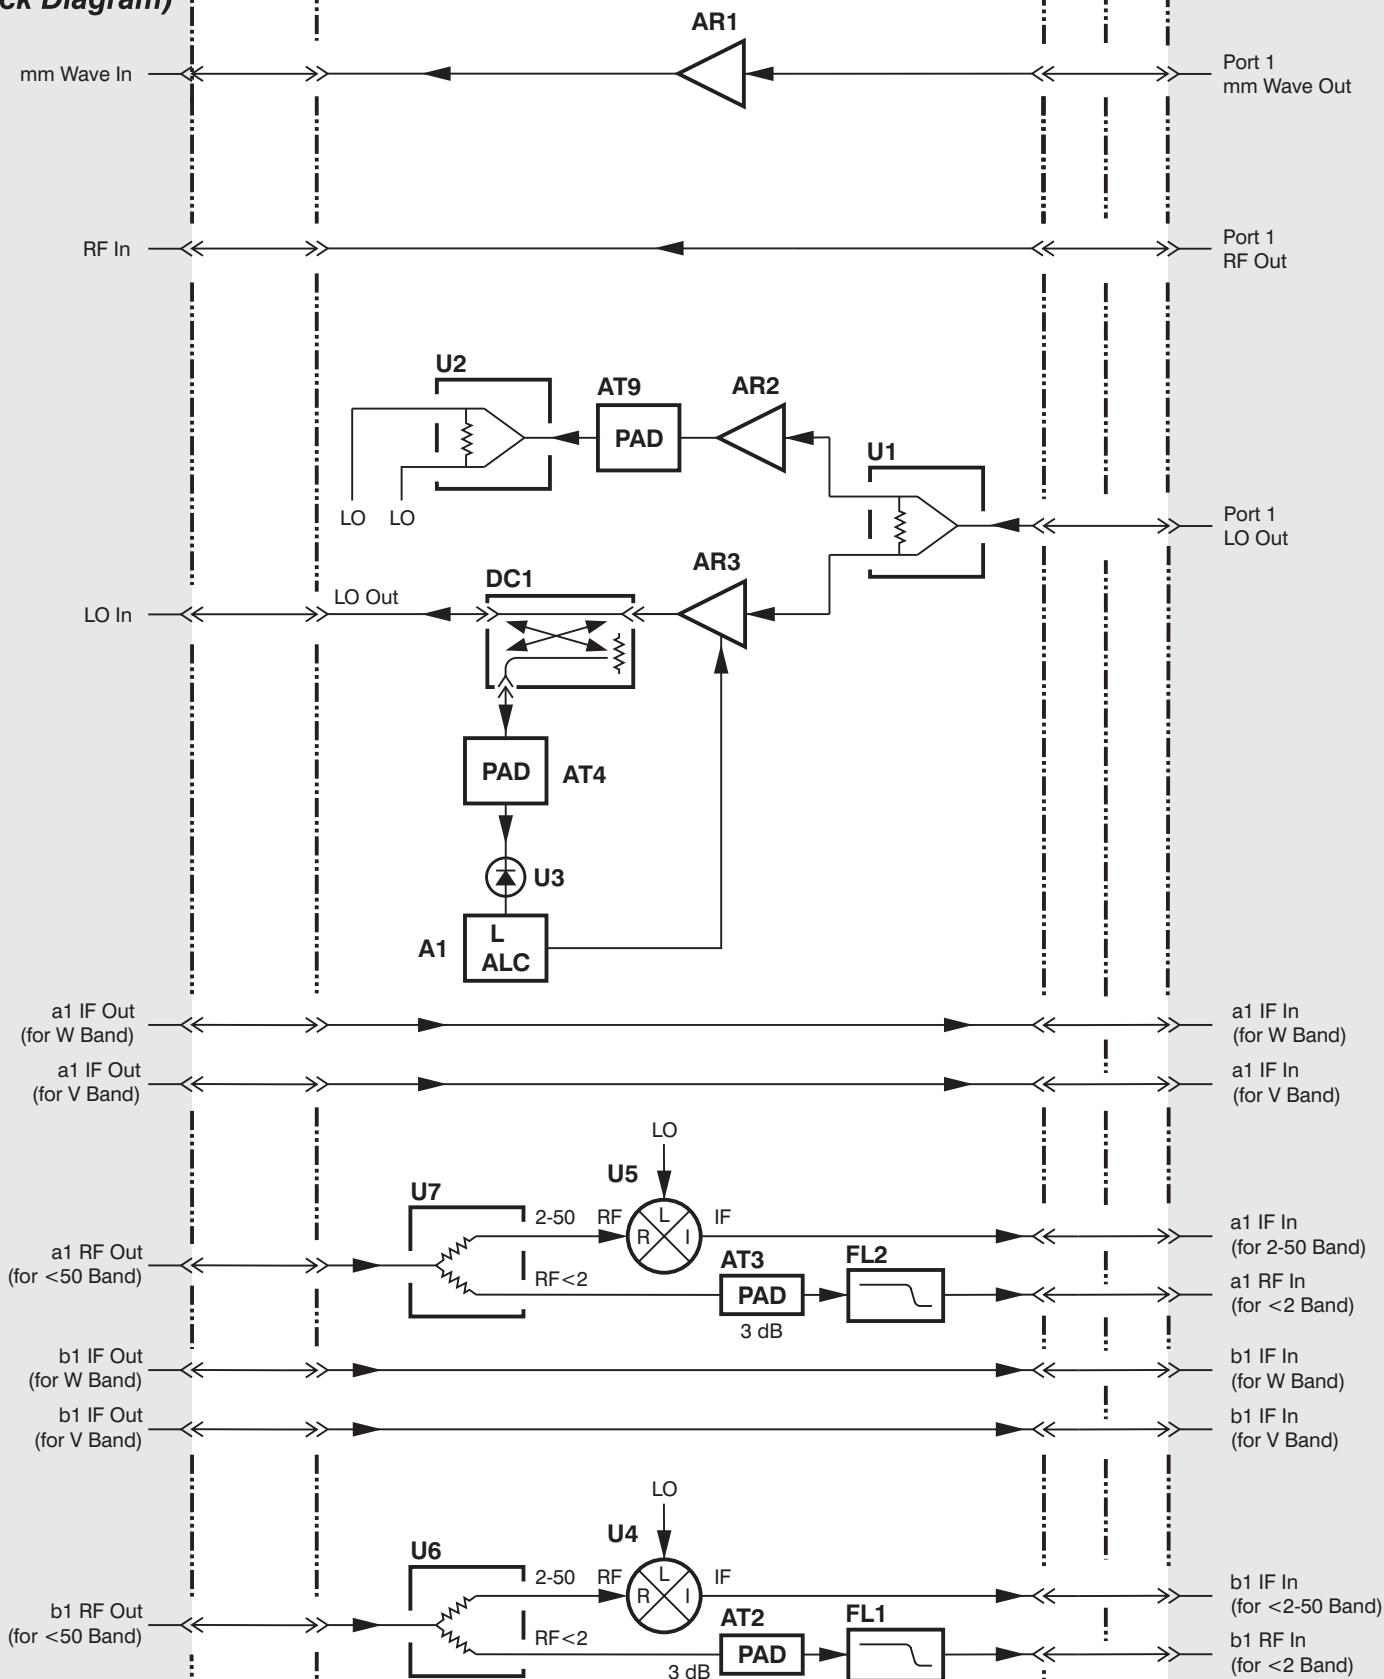 ck Diagram)
AR1
mm Wave In
Port 1
mm Wave Out
RF In
Port 1
RF Out
U2
AT9
PAD
AR2
U1
LO
LO
Port 1
LO Out
AR3
DC1
LO Out
LO In
PAD
AT4
U3
A1
L
ALC
a1 IF Out
(for W Band)
a1 IF In
(for W Band)
a1 IF Out
(for V Band)
a1 IF In
(for V Band)
LO
U5
L
R
I
U7
2-50
RF
IF
a1 IF In
(for 2-50 Band)
a1 RF Out
(for <50 Band)
RF<2
AT3
PAD
3 dB
FL2
a1 RF In
(for <2 Band)
b1 IF Out
(for W Band)
b1 IF In
(for W Band)
b1 IF Out
(for V Band)
b1 IF In
(for V Band)
LO
U4
L
R
I
U6
2-50
RF
IF
b1 IF In
(for <2-50 Band)
b1 RF Out
(for <50 Band)
RF<2
AT2
PAD
3 dB
FL1
b1 RF In
(for <2 Band)